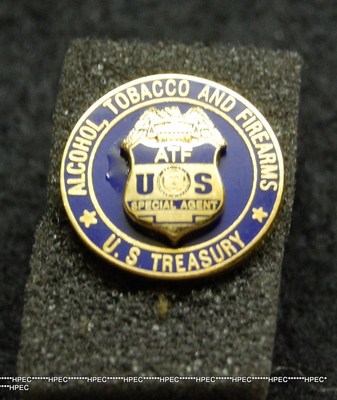 ALCOHOL, TOBACCO AND FIREARMS
ATF
U S
SPECIAL AGENT
U. S TREASURY
*****HPEC******HPEC*******HPEC******HPEC*******HPEC******HPEC******HPEC******HPEC*
****HPEC